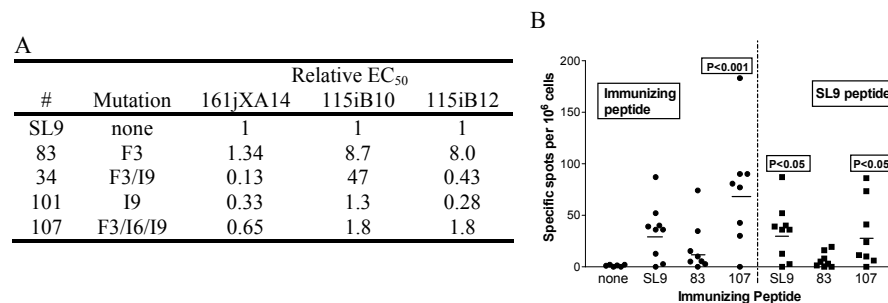 A
Relative EC50
# Mutation 161jXA14 115iB10 115iB12
SL9 none 1 1 1
83 F3 1.34 8.7 8.0
34 F3/I9 0.13 47 0.43
101 I9 0.33 1.3 0.28
107 F3/I6/I9 0.65 1.8 1.8
B
Specific spots per 10^6 cells
200
150
100
50
0
Immunizing peptide
P<0.001
SL9 peptide
P<0.05
P<0.05
none SL9 83 107 SL9 83 107
Immunizing Peptide